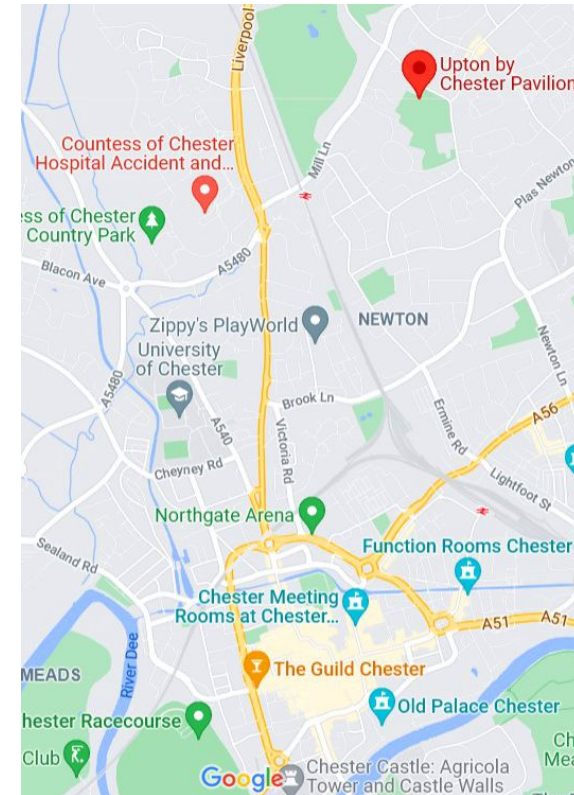 Liverpool
Upton by
Chester Pavilion
Countess of Chester
Hospital Accident and...
Mill Ln
Plas Newton
ess of Chester
Country Park
A5480
Blacon Ave
Zippy's PlayWorld
NEWTON
University
of Chester
Newton Ln
A5480
Brook Ln
A540
Victoria Rd
Ermine Rd
A56
Cheyney Rd
Lightfoot St
Northgate Arena
Sealand Rd
Function Rooms Chester
Chester Meeting
Rooms at Chester...
A51
A51
MEADS
River Dee
The Guild Chester
hester Racecourse
Old Palace Chester
Club
Ch
Mea
Google
Chester Castle: Agricola
Tower and Castle Walls